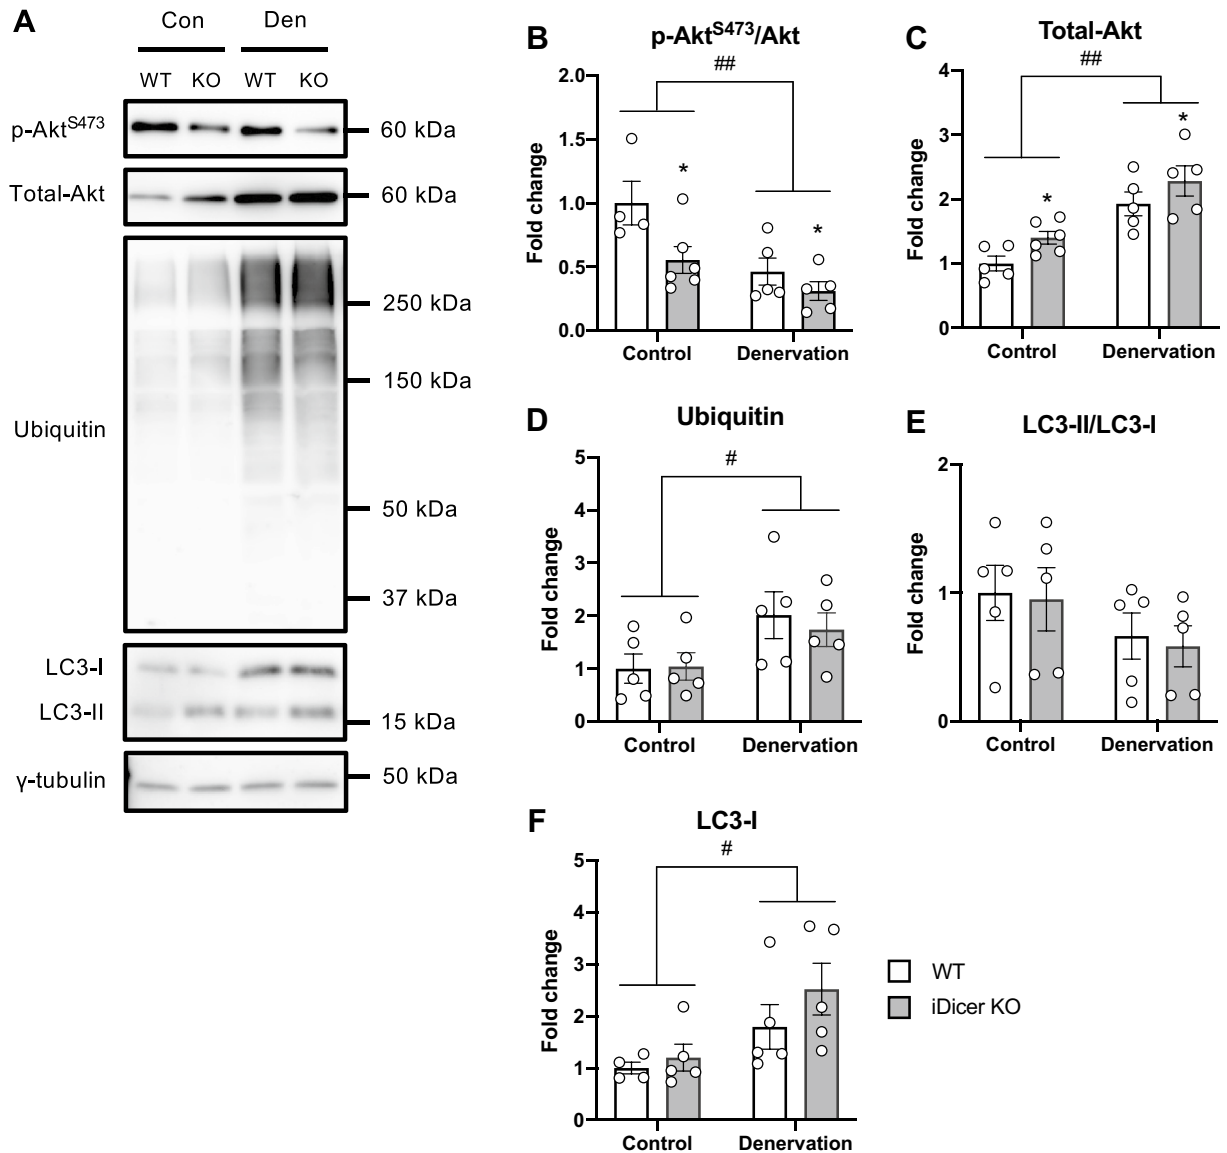 A
Con Den
WT KO WT KO
p-Akt^S473
60 kDa
Total-Akt
60 kDa
Ubiquitin
250 kDa
150 kDa
50 kDa
37 kDa
LC3-I
LC3-II
15 kDa
γ-tubulin
50 kDa
B
p-Akt^S473/Akt
##
Fold change
2.0
1.5
1.0
0.5
0.0
*
*
Control Denervation
C
Total-Akt
##
Fold change
4
3
2
1
0
*
*
Control Denervation
D
Ubiquitin
#
Fold change
5
4
3
2
1
0
Control Denervation
E
LC3-II/LC3-I
Fold change
2
1
0
Control Denervation
F
LC3-I
#
Fold change
5
4
3
2
1
0
Control Denervation
WT
iDicer KO